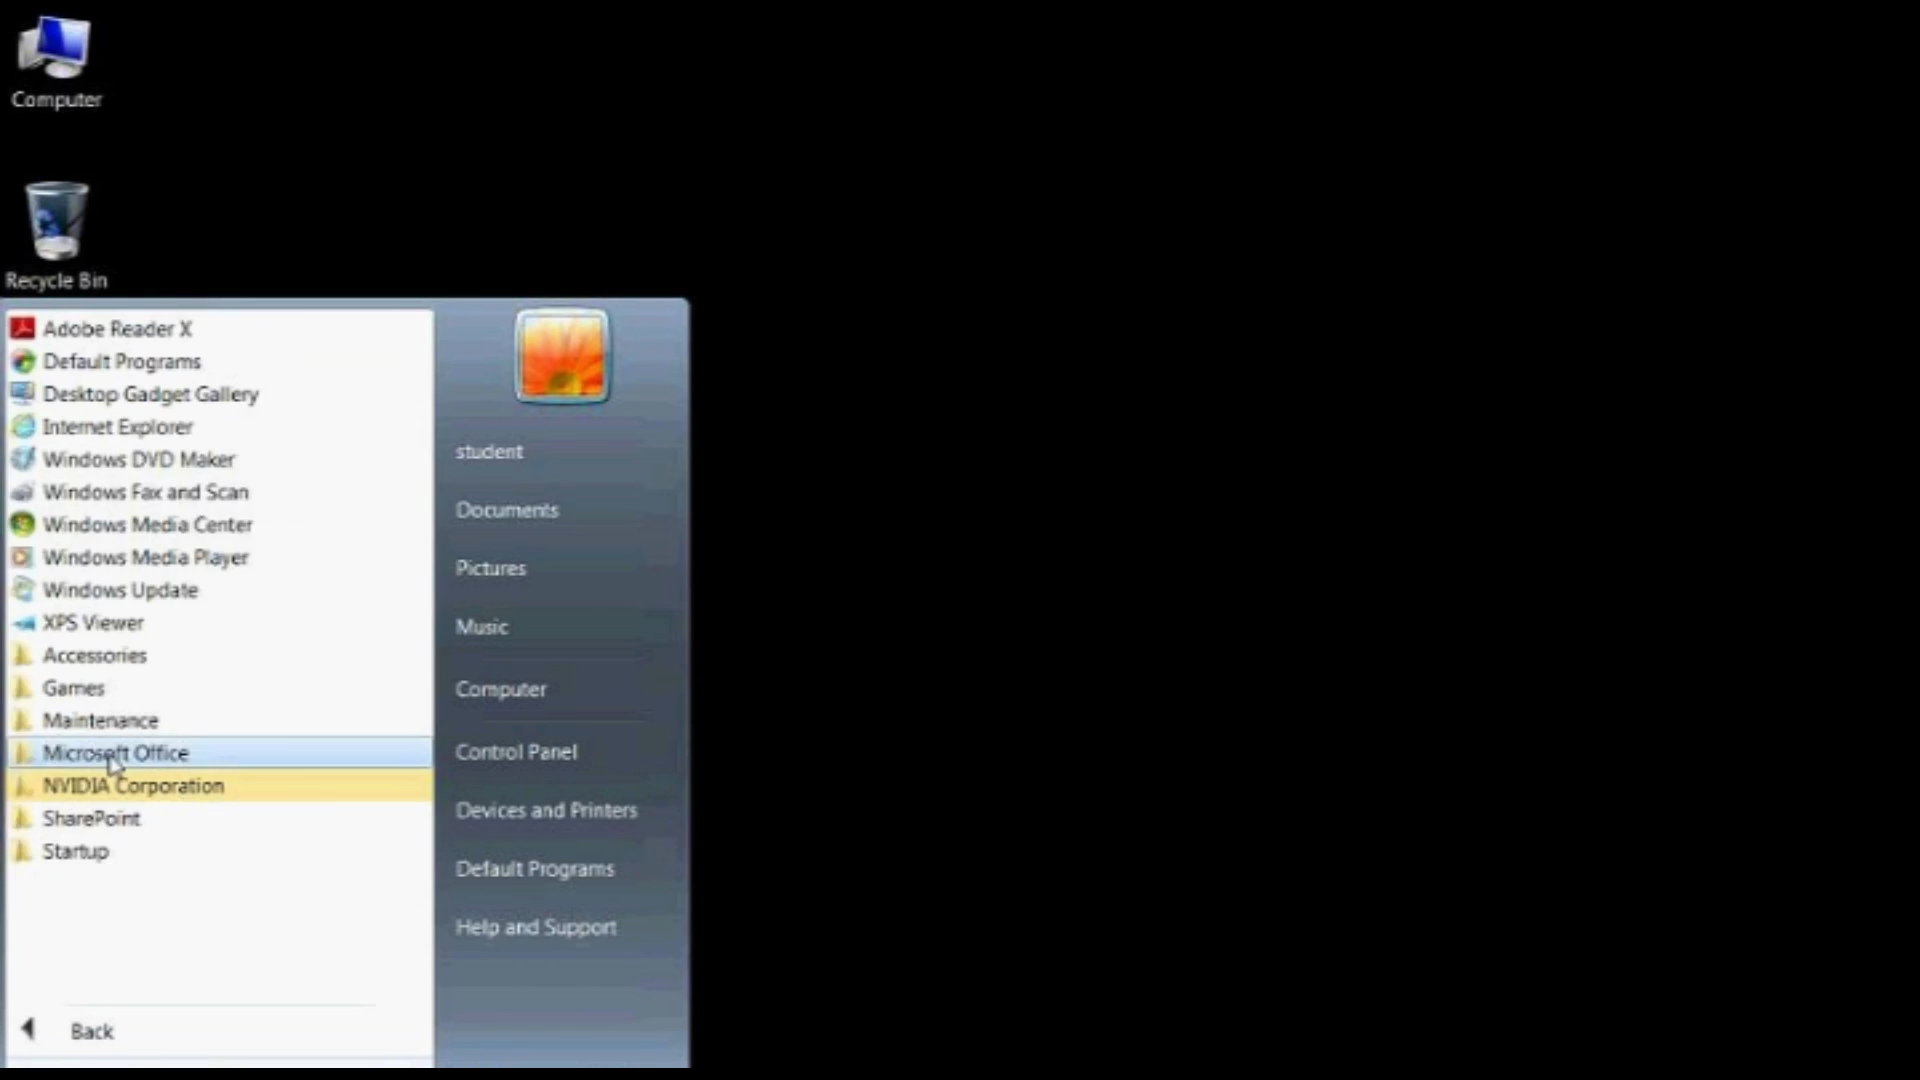 Computer
Recycle Bin
Adobe Reader X
Default Programs
Desktop Gadget Gallery
Internet Explorer
Windows DVD Maker
Windows Fax and Scan
Windows Media Center
Windows Media Player
Windows Update
XPS Viewer
Accessories
Games
Maintenance
Microsoft Office
NVIDIA Corporation
SharePoint
Startup
Back
student
Documents
Pictures
Music
Computer
Control Panel
Devices and Printers
Default Programs
Help and Support